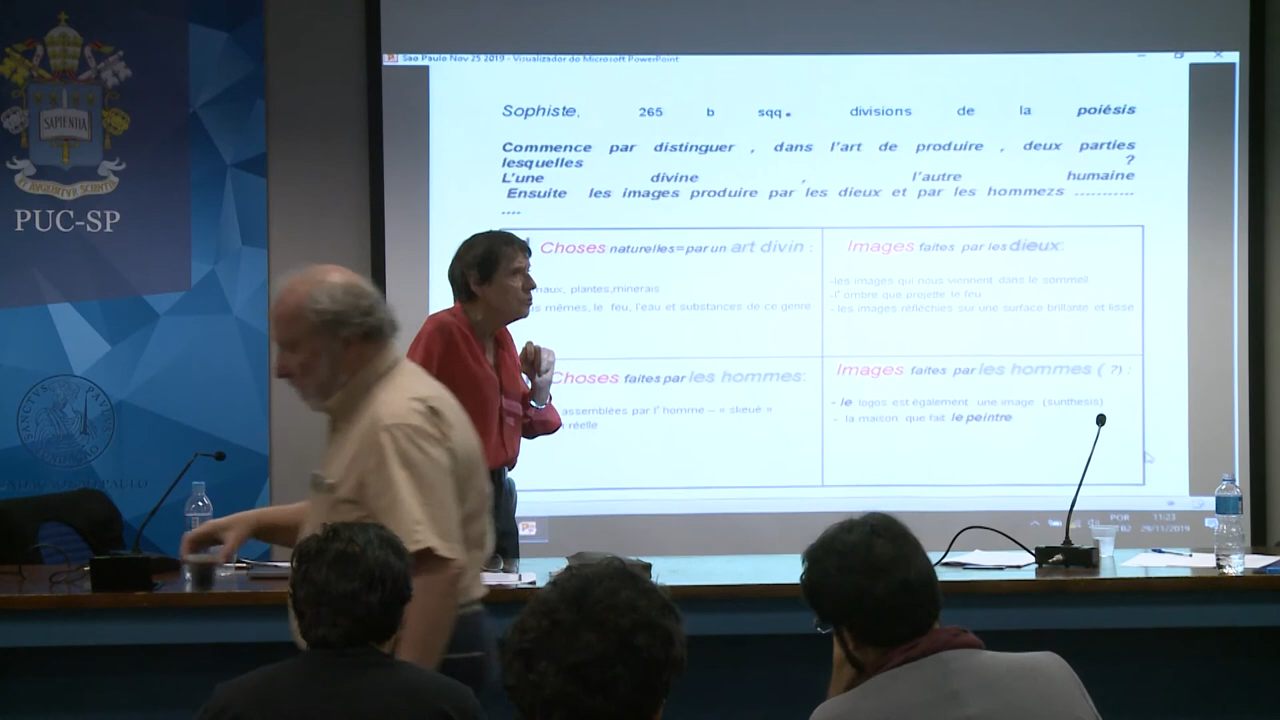 SAPIENTIA
ET AVGEBITVR SCIENTIA
PUC-SP
Sao Paulo Nov 25 2019 - Visualizador do Microsoft PowerPoint
Sophiste, 265 b sqq. divisions de la poiésis
Commence par distinguer , dans l'art de produire , deux parties
lesquelles ?
L'une divine , l'autre humaine
Ensuite les images produire par les dieux et par les hommezs ...........
....
Choses naturelles=par un art divin :
Images faites par les dieux:
maux, plantes,minerais
-les images qui nous viennent dans le sommeil
mêmes, le feu, l'eau et substances de ce genre
-l'ombre que projette le feu
- les images réfléchies sur une surface brillante et lisse
Choses faites par les hommes:
Images faites par les hommes ( ?) :
assemblées par l'homme – « skeué »
- le logos est également une image (sunthesis)
réelle
- la maison que fait le peintre
POR
11:23
29/11/2019